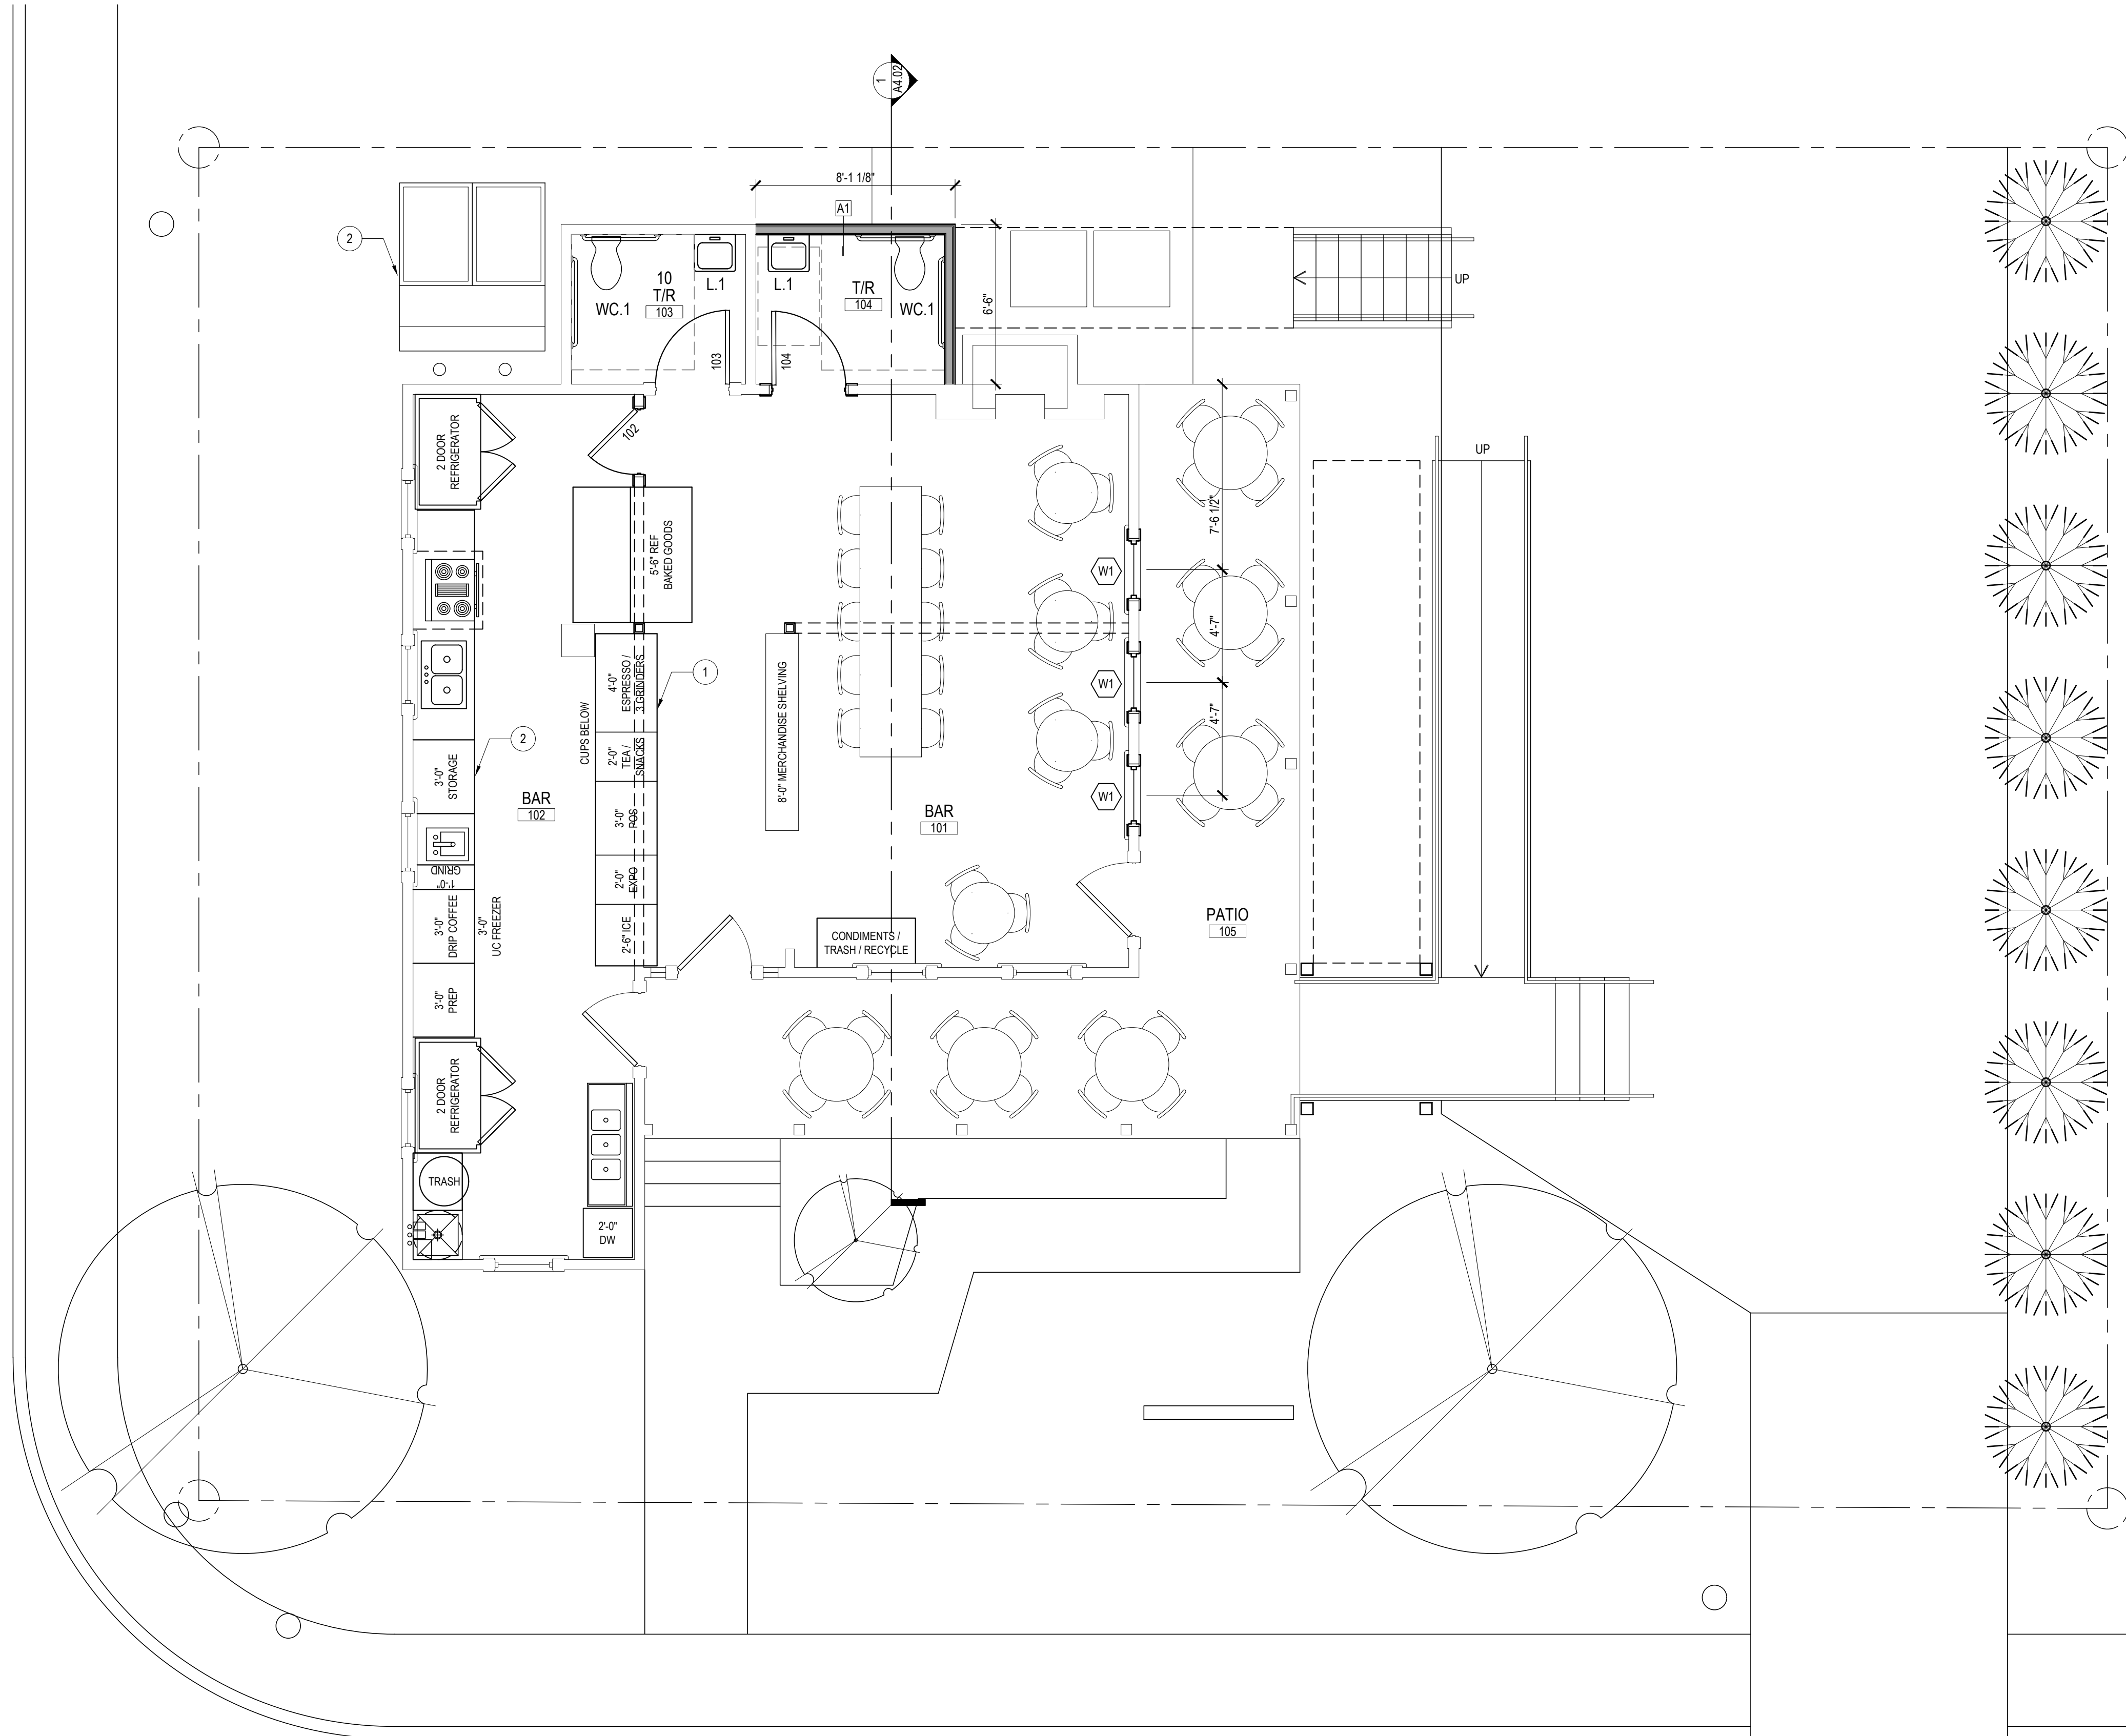 1
A4.02
8'-1 1/8"
A1
2
10
T/R
103
WC.1
L.1
L.1
T/R
104
WC.1
6'-6"
UP
103
104
102
2 DOOR
REFRIGERATOR
5'-6" REF
BAKED GOODS
UP
7'-6 1/2"
W1
4'-7"
W1
4'-7"
W1
4'-0"
ESPRESSO /
3 GRINDERS
1
CUPS BELOW
2'-0"
TEA /
SNACKS
8'-0" MERCHANDISE SHELVING
2
3'-0"
STORAGE
BAR
102
3'-0"
POS
BAR
101
1'-0"
GRIND
2'-0"
EXPO
3'-0"
DRIP COFFEE
3'-0"
UC FREEZER
2'-6" ICE
CONDIMENTS /
TRASH / RECYCLE
PATIO
105
3'-0"
PREP
2 DOOR
REFRIGERATOR
TRASH
2'-0"
DW